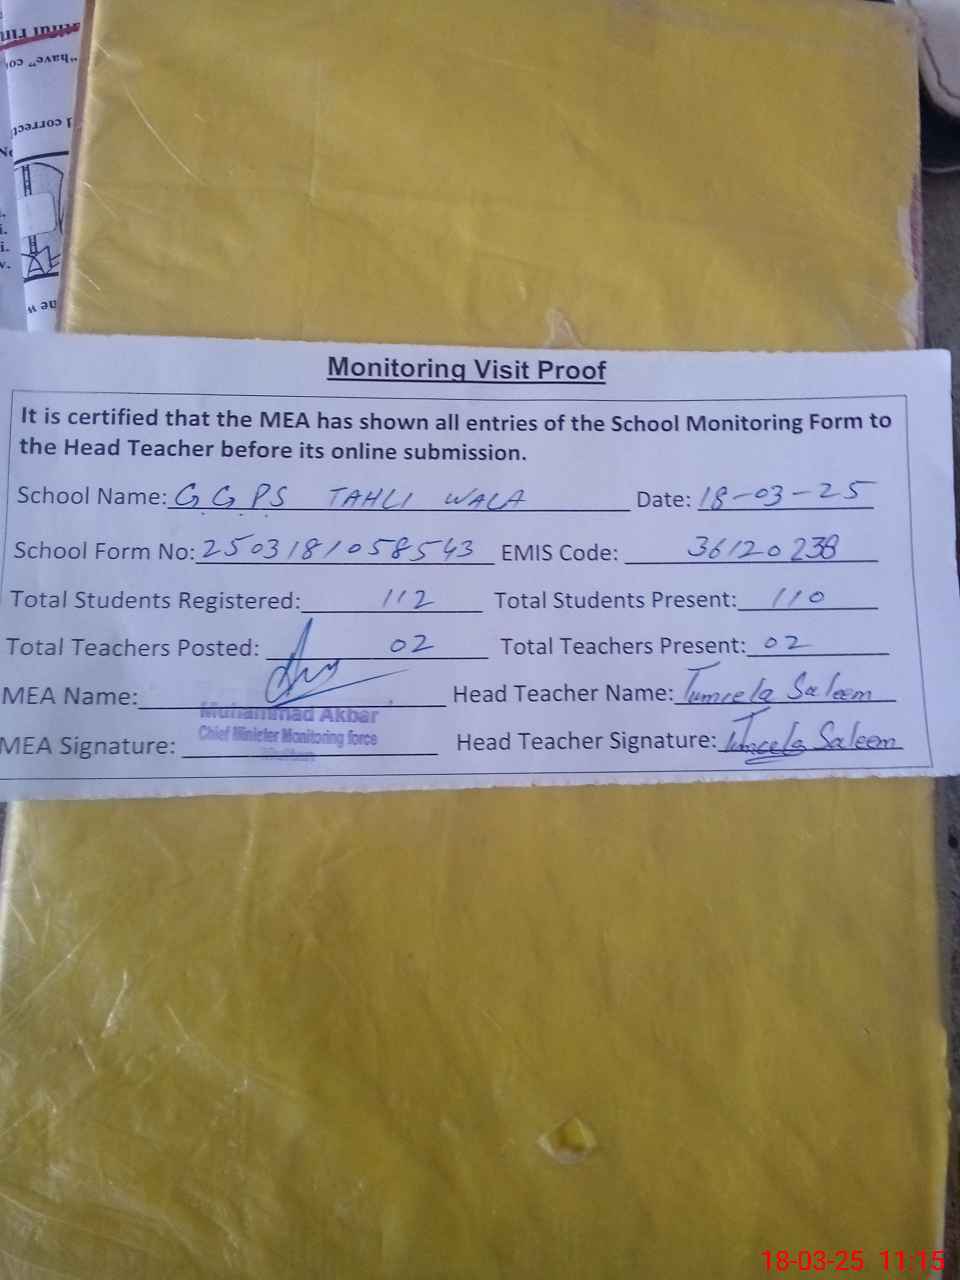 "have" co
correct
Monitoring Visit Proof
It is certified that the MEA has shown all entries of the School Monitoring Form to
the Head Teacher before its online submission.
School Name: G G P S TAHLI WALA Date: 18-03-25
School Form No: 2503181058543 EMIS Code: 36120238
Total Students Registered: 112 Total Students Present: 110
Total Teachers Posted: 02 Total Teachers Present: 02
MEA Name: Head Teacher Name: Saleem
Muhammad Akbar
Chief Minister Monitoring force
MEA Signature: Head Teacher Signature: Saleem
18-03-25 11:15